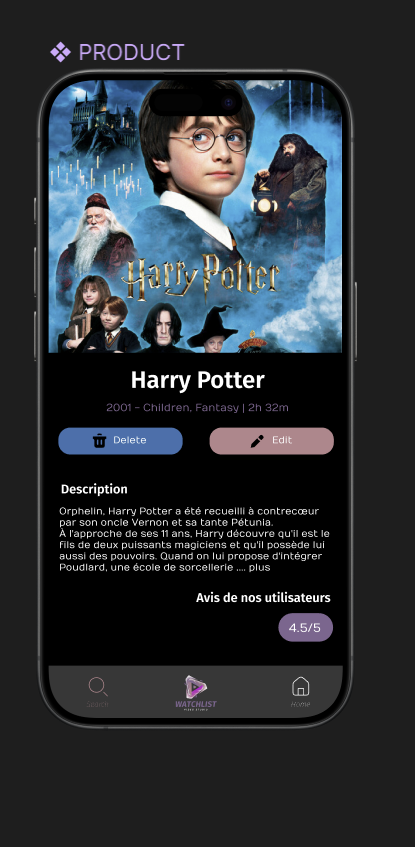 PRODUCT
Harry Potter
Harry Potter
2001 - Children, Fantasy | 2h 32m
Delete
Edit
Description
Orphelin, Harry Potter a été recueilli à contrecœur
par son oncle Vernon et sa tante Pétunia.
À l'approche de ses 11 ans, Harry découvre qu'il est le
fils de deux puissants magiciens et qu'il possède lui
aussi des pouvoirs. Quand on lui propose d'intégrer
Poudlard, une école de sorcellerie .... plus
Avis de nos utilisateurs
4.5/5
Search
WATCHLIST
Home